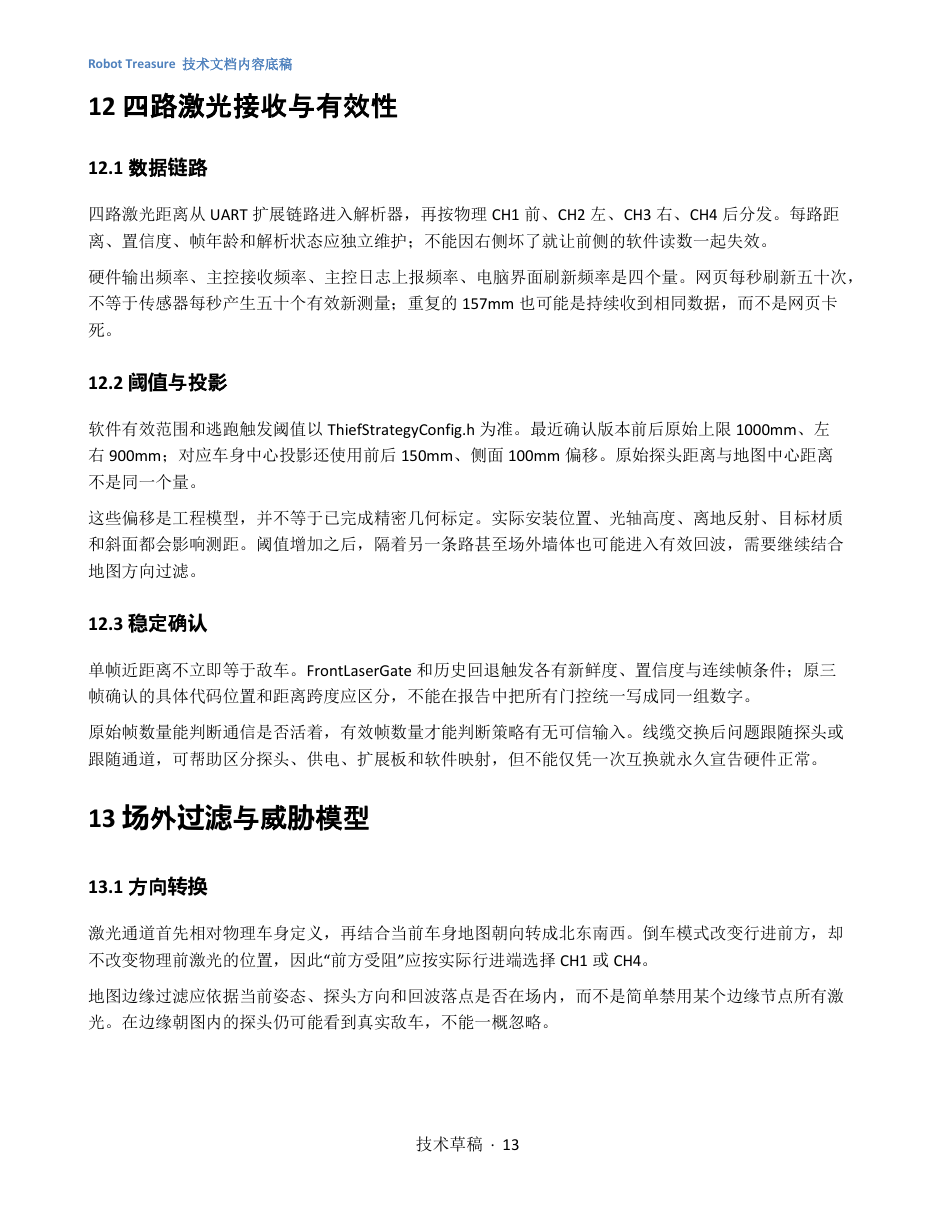 Robot Treasure 技术文档内容底稿
12 四路激光接收与有效性
12.1 数据链路
四路激光距离从 UART 扩展链路进入解析器，再按物理 CH1 前、CH2 左、CH3 右、CH4 后分发。每路距
离、置信度、帧年龄和解析状态应独立维护；不能因右侧坏了就让前侧的软件读数一起失效。
硬件输出频率、主控接收频率、主控日志上报频率、电脑界面刷新频率是四个量。网页每秒刷新五十次，
不等于传感器每秒产生五十个有效新测量；重复的 157mm 也可能是持续收到相同数据，而不是网页卡
死。
12.2 阈值与投影
软件有效范围和逃跑触发阈值以 ThiefStrategyConfig.h 为准。最近确认版本前后原始上限 1000mm、左
右 900mm；对应车身中心投影还使用前后 150mm、侧面 100mm 偏移。原始探头距离与地图中心距离
不是同一个量。
这些偏移是工程模型，并不等于已完成精密几何标定。实际安装位置、光轴高度、离地反射、目标材质
和斜面都会影响测距。阈值增加之后，隔着另一条路甚至场外墙体也可能进入有效回波，需要继续结合
地图方向过滤。
12.3 稳定确认
单帧近距离不立即等于敌车。FrontLaserGate 和历史回退触发各有新鲜度、置信度与连续帧条件；原三
帧确认的具体代码位置和距离跨度应区分，不能在报告中把所有门控统一写成同一组数字。
原始帧数量能判断通信是否活着，有效帧数量才能判断策略有无可信输入。线缆交换后问题跟随探头或
跟随通道，可帮助区分探头、供电、扩展板和软件映射，但不能仅凭一次互换就永久宣告硬件正常。
13 场外过滤与威胁模型
13.1 方向转换
激光通道首先相对物理车身定义，再结合当前车身地图朝向转成北东南西。倒车模式改变行进前方，却
不改变物理前激光的位置，因此“前方受阻”应按实际行进端选择 CH1 或 CH4。
地图边缘过滤应依据当前姿态、探头方向和回波落点是否在场内，而不是简单禁用某个边缘节点所有激
光。在边缘朝图内的探头仍可能看到真实敌车，不能一概忽略。
技术草稿 · 13